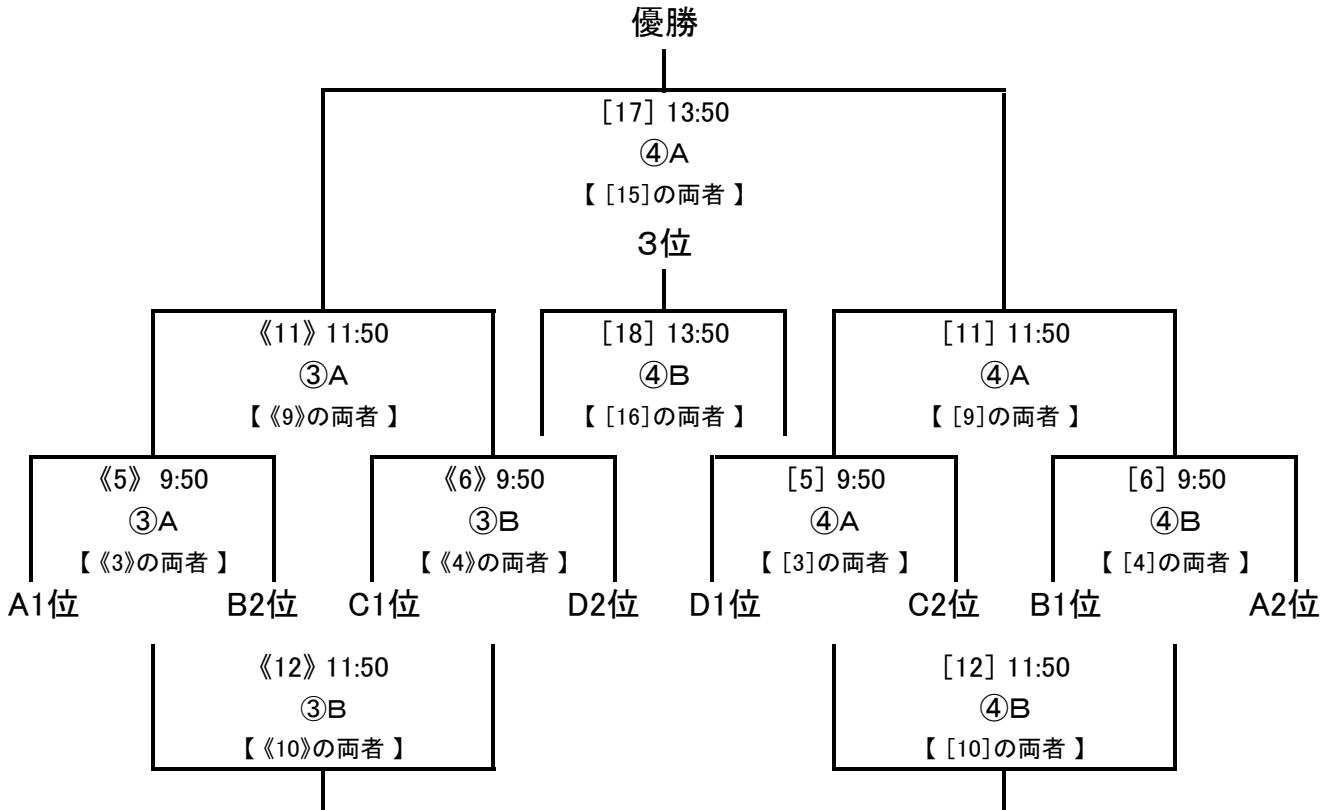 優勝
[17] 13:50
④A
【 [15]の両者 】
3位
《11》 11:50
③A
【 《9》の両者 】
[18] 13:50
④B
【 [16]の両者 】
[11] 11:50
④A
【 [9]の両者 】
《5》 9:50
③A
【 《3》の両者 】
《6》 9:50
③B
【 《4》の両者 】
[5] 9:50
④A
【 [3]の両者 】
[6] 9:50
④B
【 [4]の両者 】
A1位 B2位 C1位 D2位 D1位 C2位 B1位 A2位
《12》 11:50
③B
【 《10》の両者 】
[12] 11:50
④B
【 [10]の両者 】